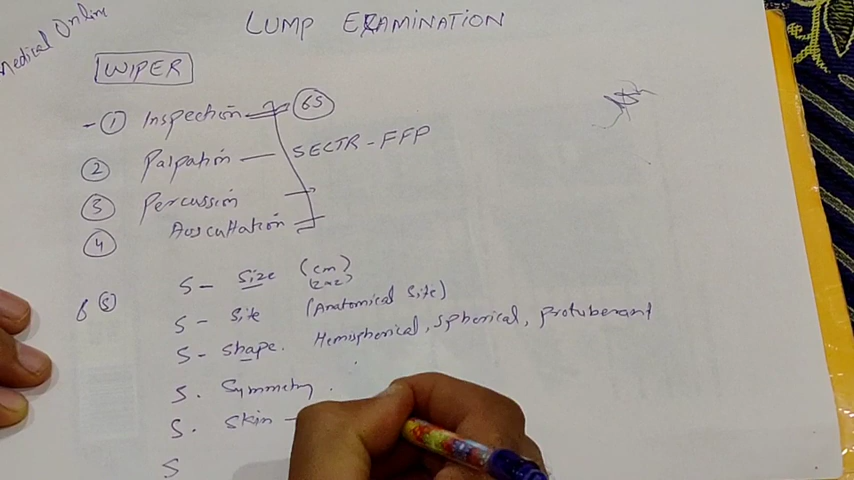 Medical Online
LUMP EXAMINATION
WIPER
- ① Inspection 6S
② Palpation — SECTR - FFP
③ Percussion
④ Auscultation
6 S
S - Size (cm)
(2x2)
S - Site (Anatomical Site)
S - Shape. Hemispherical, Spherical, protuberant
S. Symmetry.
S. Skin -
S